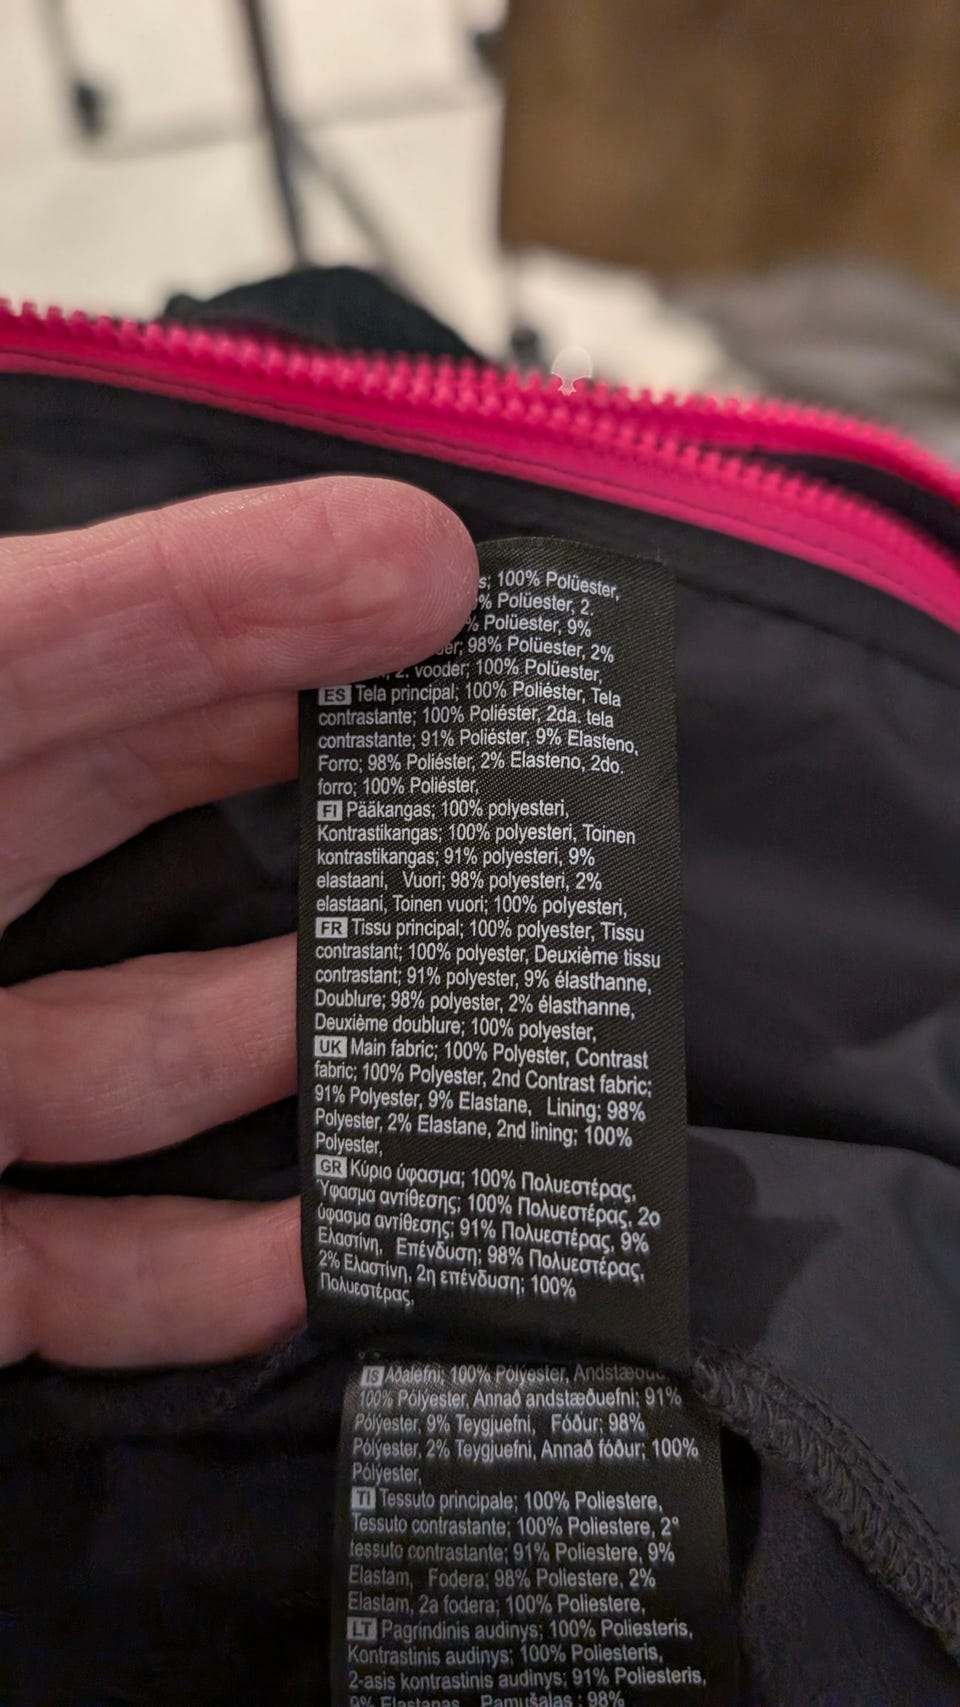 100% Polüester,
% Polüester, 2.
% Polüester, 9%
98% Polüester, 2%
2. vooder; 100% Polüester,
ES Tela principal; 100% Poliéster, Tela
contrastante; 100% Poliéster, 2da. tela
contrastante; 91% Poliéster, 9% Elasteno,
Forro; 98% Poliéster, 2% Elasteno, 2do.
forro; 100% Poliéster,
FI Pääkangas; 100% polyesteri,
Kontrastikangas; 100% polyesteri, Toinen
kontrastikangas; 91% polyesteri, 9%
elastaani, Vuori; 98% polyesteri, 2%
elastaani, Toinen vuori; 100% polyesteri,
FR Tissu principal; 100% polyester, Tissu
contrastant; 100% polyester, Deuxième tissu
contrastant; 91% polyester, 9% élasthanne,
Doublure; 98% polyester, 2% élasthanne,
Deuxième doublure; 100% polyester,
UK Main fabric; 100% Polyester, Contrast
fabric; 100% Polyester, 2nd Contrast fabric;
91% Polyester, 9% Elastane, Lining; 98%
Polyester, 2% Elastane, 2nd lining; 100%
Polyester,
GR Κύριο ύφασμα; 100% Πολυεστέρας,
Ύφασμα αντίθεσης; 100% Πολυεστέρας, 2ο
ύφασμα αντίθεσης; 91% Πολυεστέρας, 9%
Ελαστίνη, Επένδυση; 98% Πολυεστέρας,
2% Ελαστίνη, 2η επένδυση; 100%
Πολυεστέρας,
IS Aðalefni; 100% Pólýester,
100% Pólýester, Annað andstæðuefni; 91%
Pólýester, 9% Teygjuefni, Fóður; 98%
Pólýester, 2% Teygjuefni, Annað fóður; 100%
Pólýester,
TI Tessuto principale; 100% Poliestere,
Tessuto contrastante; 100% Poliestere, 2°
tessuto contrastante; 91% Poliestere, 9%
Elastam, Fodera; 98% Poliestere, 2%
Elastam, 2a fodera; 100% Poliestere,
LT Pagrindinis audinys; 100% Poliesteris,
Kontrastinis audinys; 100% Poliesteris,
2-asis kontrastinis audinys; 91% Poliesteris,
9% Elastanas, Pamušalas ; 98%